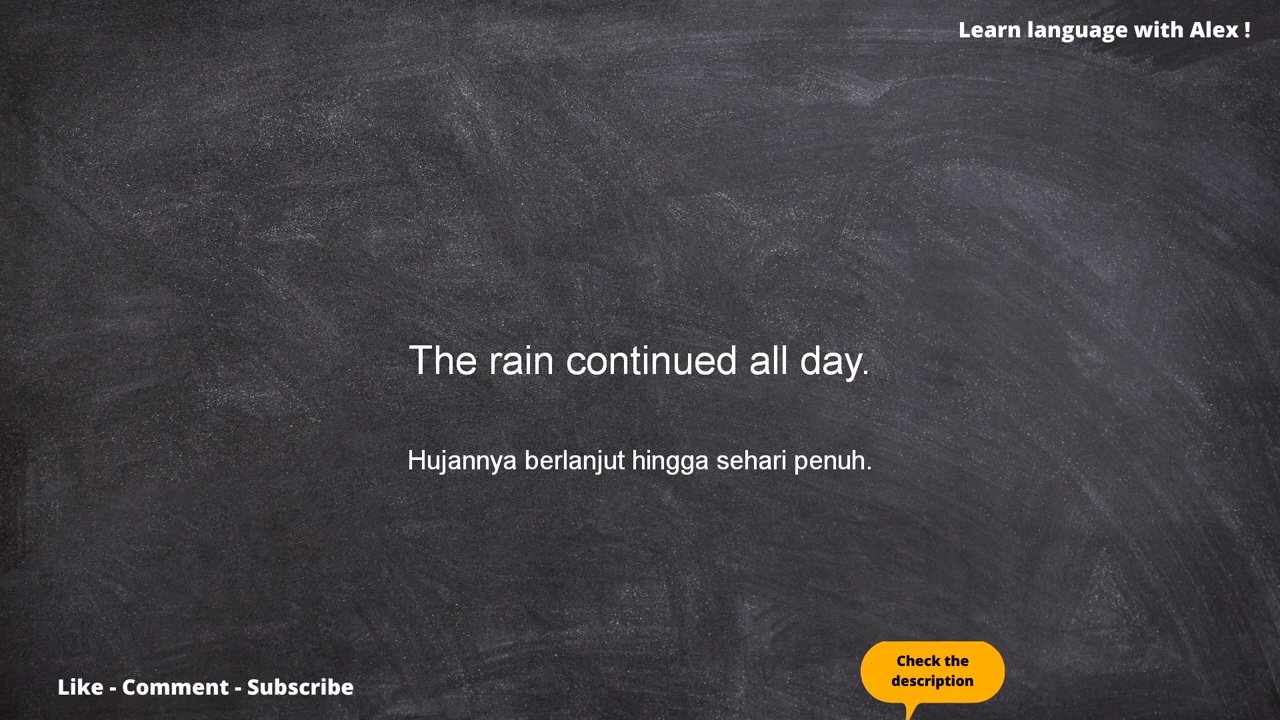 Learn language with Alex !
The rain continued all day.
Hujannya berlanjut hingga sehari penuh.
Like - Comment - Subscribe
Check the
description